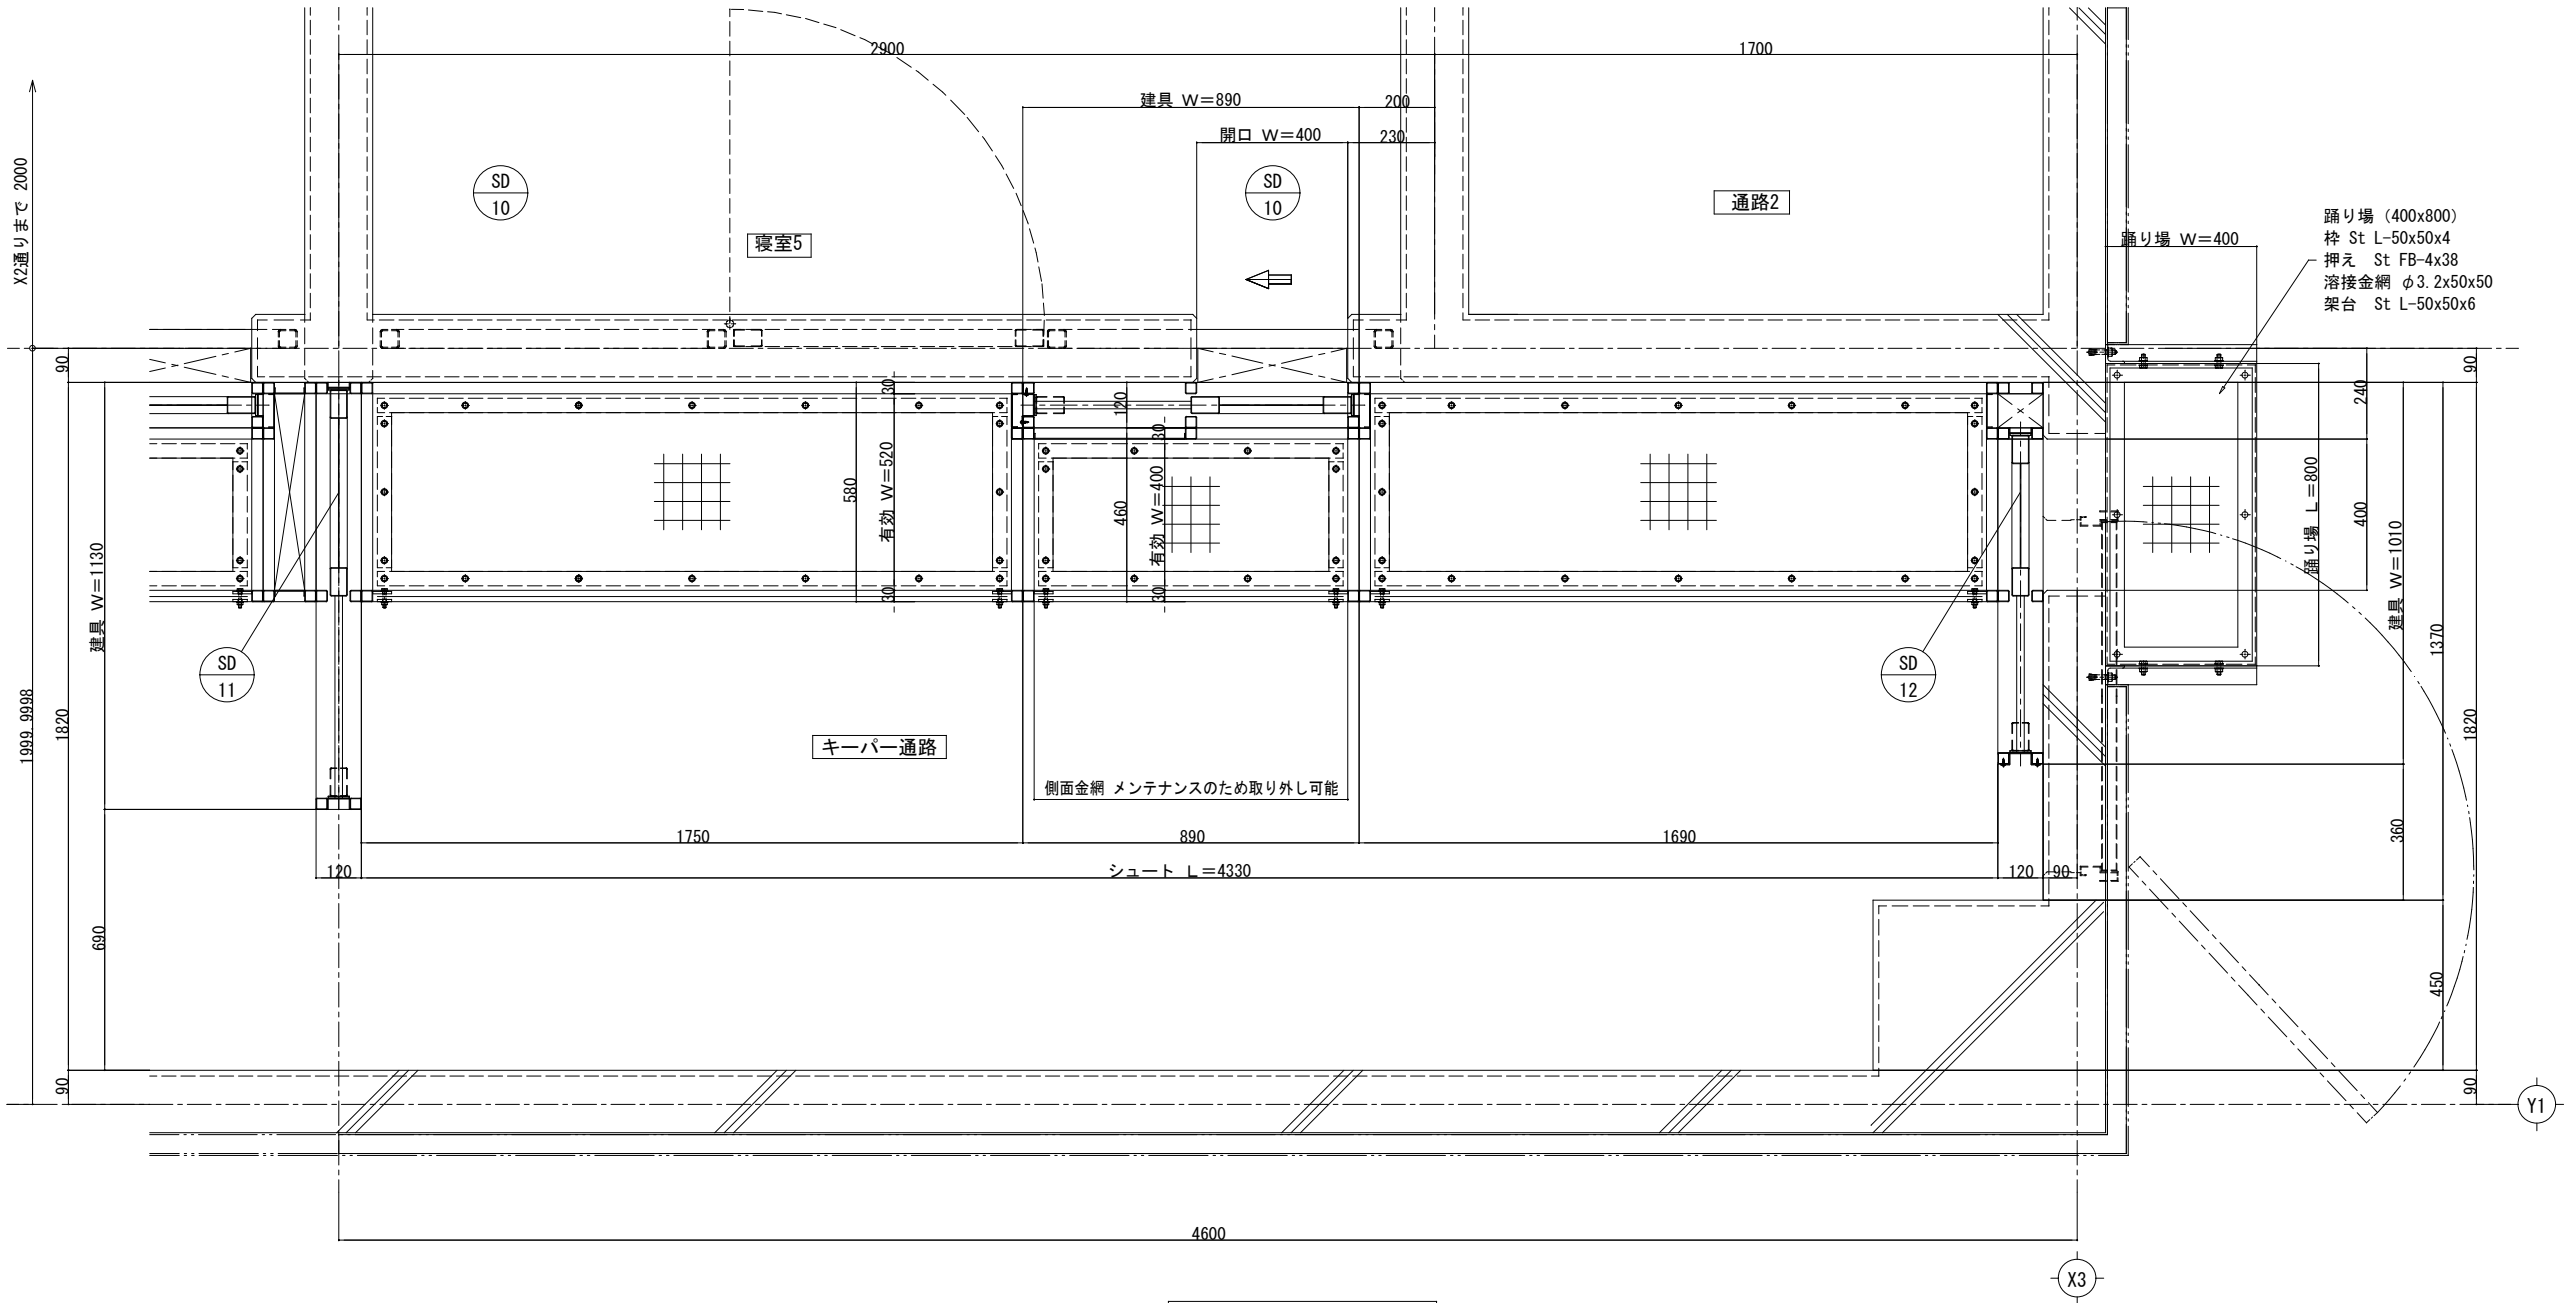 2900
1700
建具 W=890
200
開口 W=400
230
X2通りまで 2000
SD
10
SD
10
通路2
寝室5
踊り場 (400x800)
枠 St L-50x50x4
押え St FB-4x38
溶接金網 φ3.2x50x50
架台 St L-50x50x6
踊り場 W=400
90
30
120
30
580
有効 W=520
460
有効 W=400
30
30
240
90
400
踊り場 L=800
建具 W=1010
1370
1820
建具 W=1130
1999 9998
1820
SD
11
SD
12
キーパー通路
側面金網 メンテナンスのため取り外し可能
1750
890
1690
360
120
シュート L=4330
120
90
690
450
90
90
Y1
4600
X3